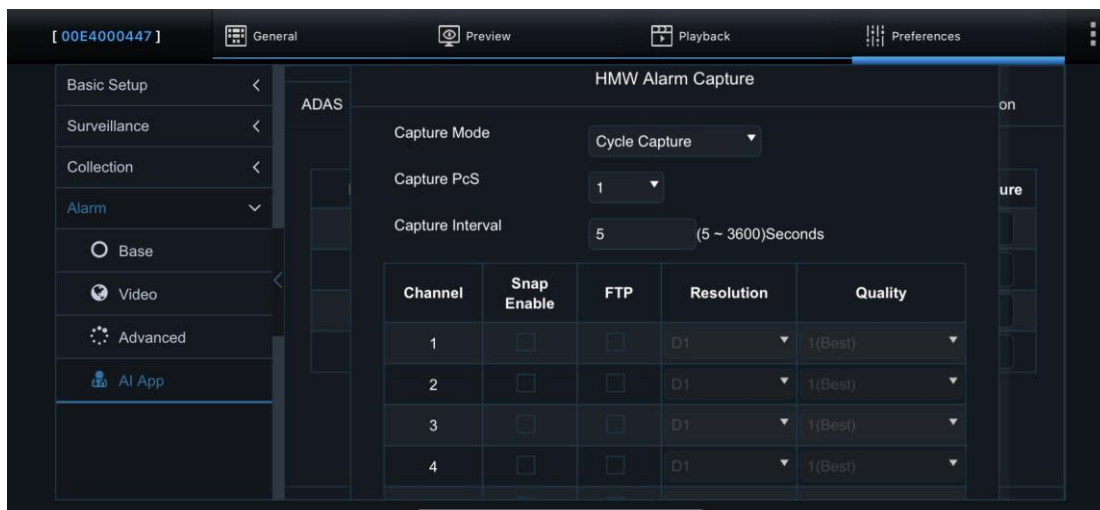 [ 00E4000447 ]
General
Preview
Playback
Preferences
Basic Setup
Surveillance
Collection
Alarm
Base
Video
Advanced
AI App
ADAS
on
ure
HMW Alarm Capture
Capture Mode
Cycle Capture
Capture PcS
1
Capture Interval
5
(5 ~ 3600)Seconds
Channel Snap Enable FTP Resolution Quality
1 D1 1(Best)
2 D1 1(Best)
3 D1 1(Best)
4 D1 1(Best)